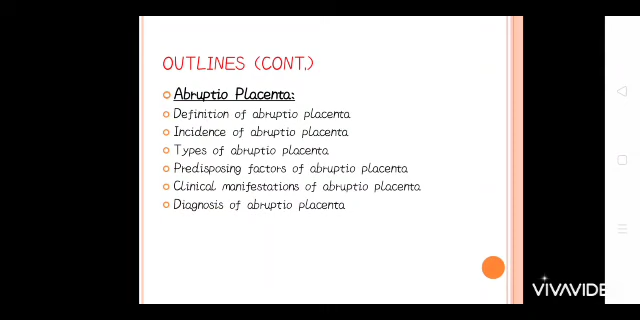 OUTLINES (CONT.)
Abruptio Placenta:
Definition of abruptio placenta
Incidence of abruptio placenta
Types of abruptio placenta
Predisposing factors of abruptio placenta
Clinical manifestations of abruptio placenta
Diagnosis of abruptio placenta
VIVAVIDE